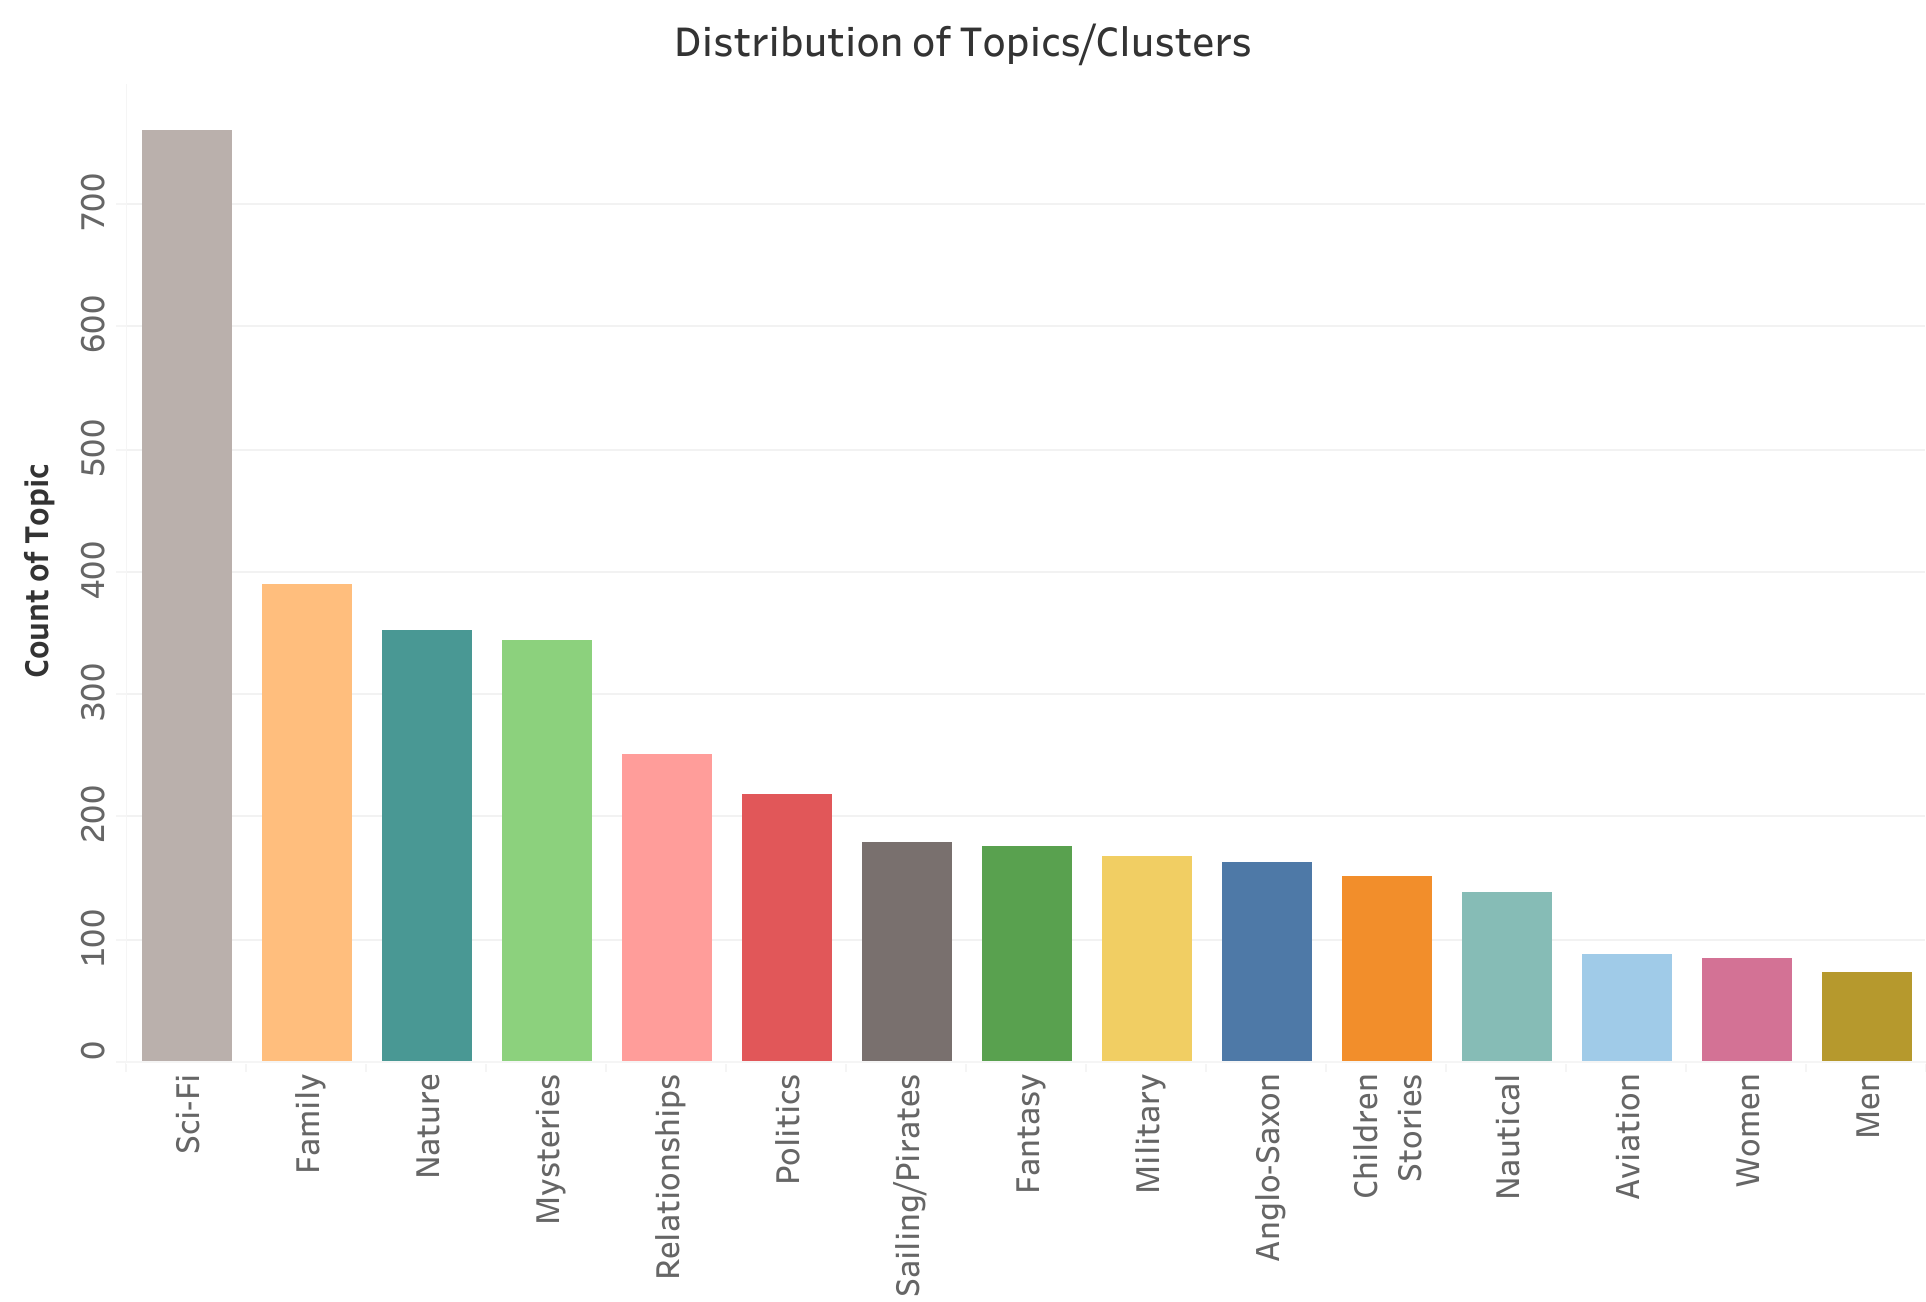 Distribution of Topics/Clusters
Count of Topic
700
600
500
400
300
200
100
0
Sci-Fi
Family
Nature
Mysteries
Relationships
Politics
Sailing/Pirates
Fantasy
Military
Anglo-Saxon
Children
Stories
Nautical
Aviation
Women
Men